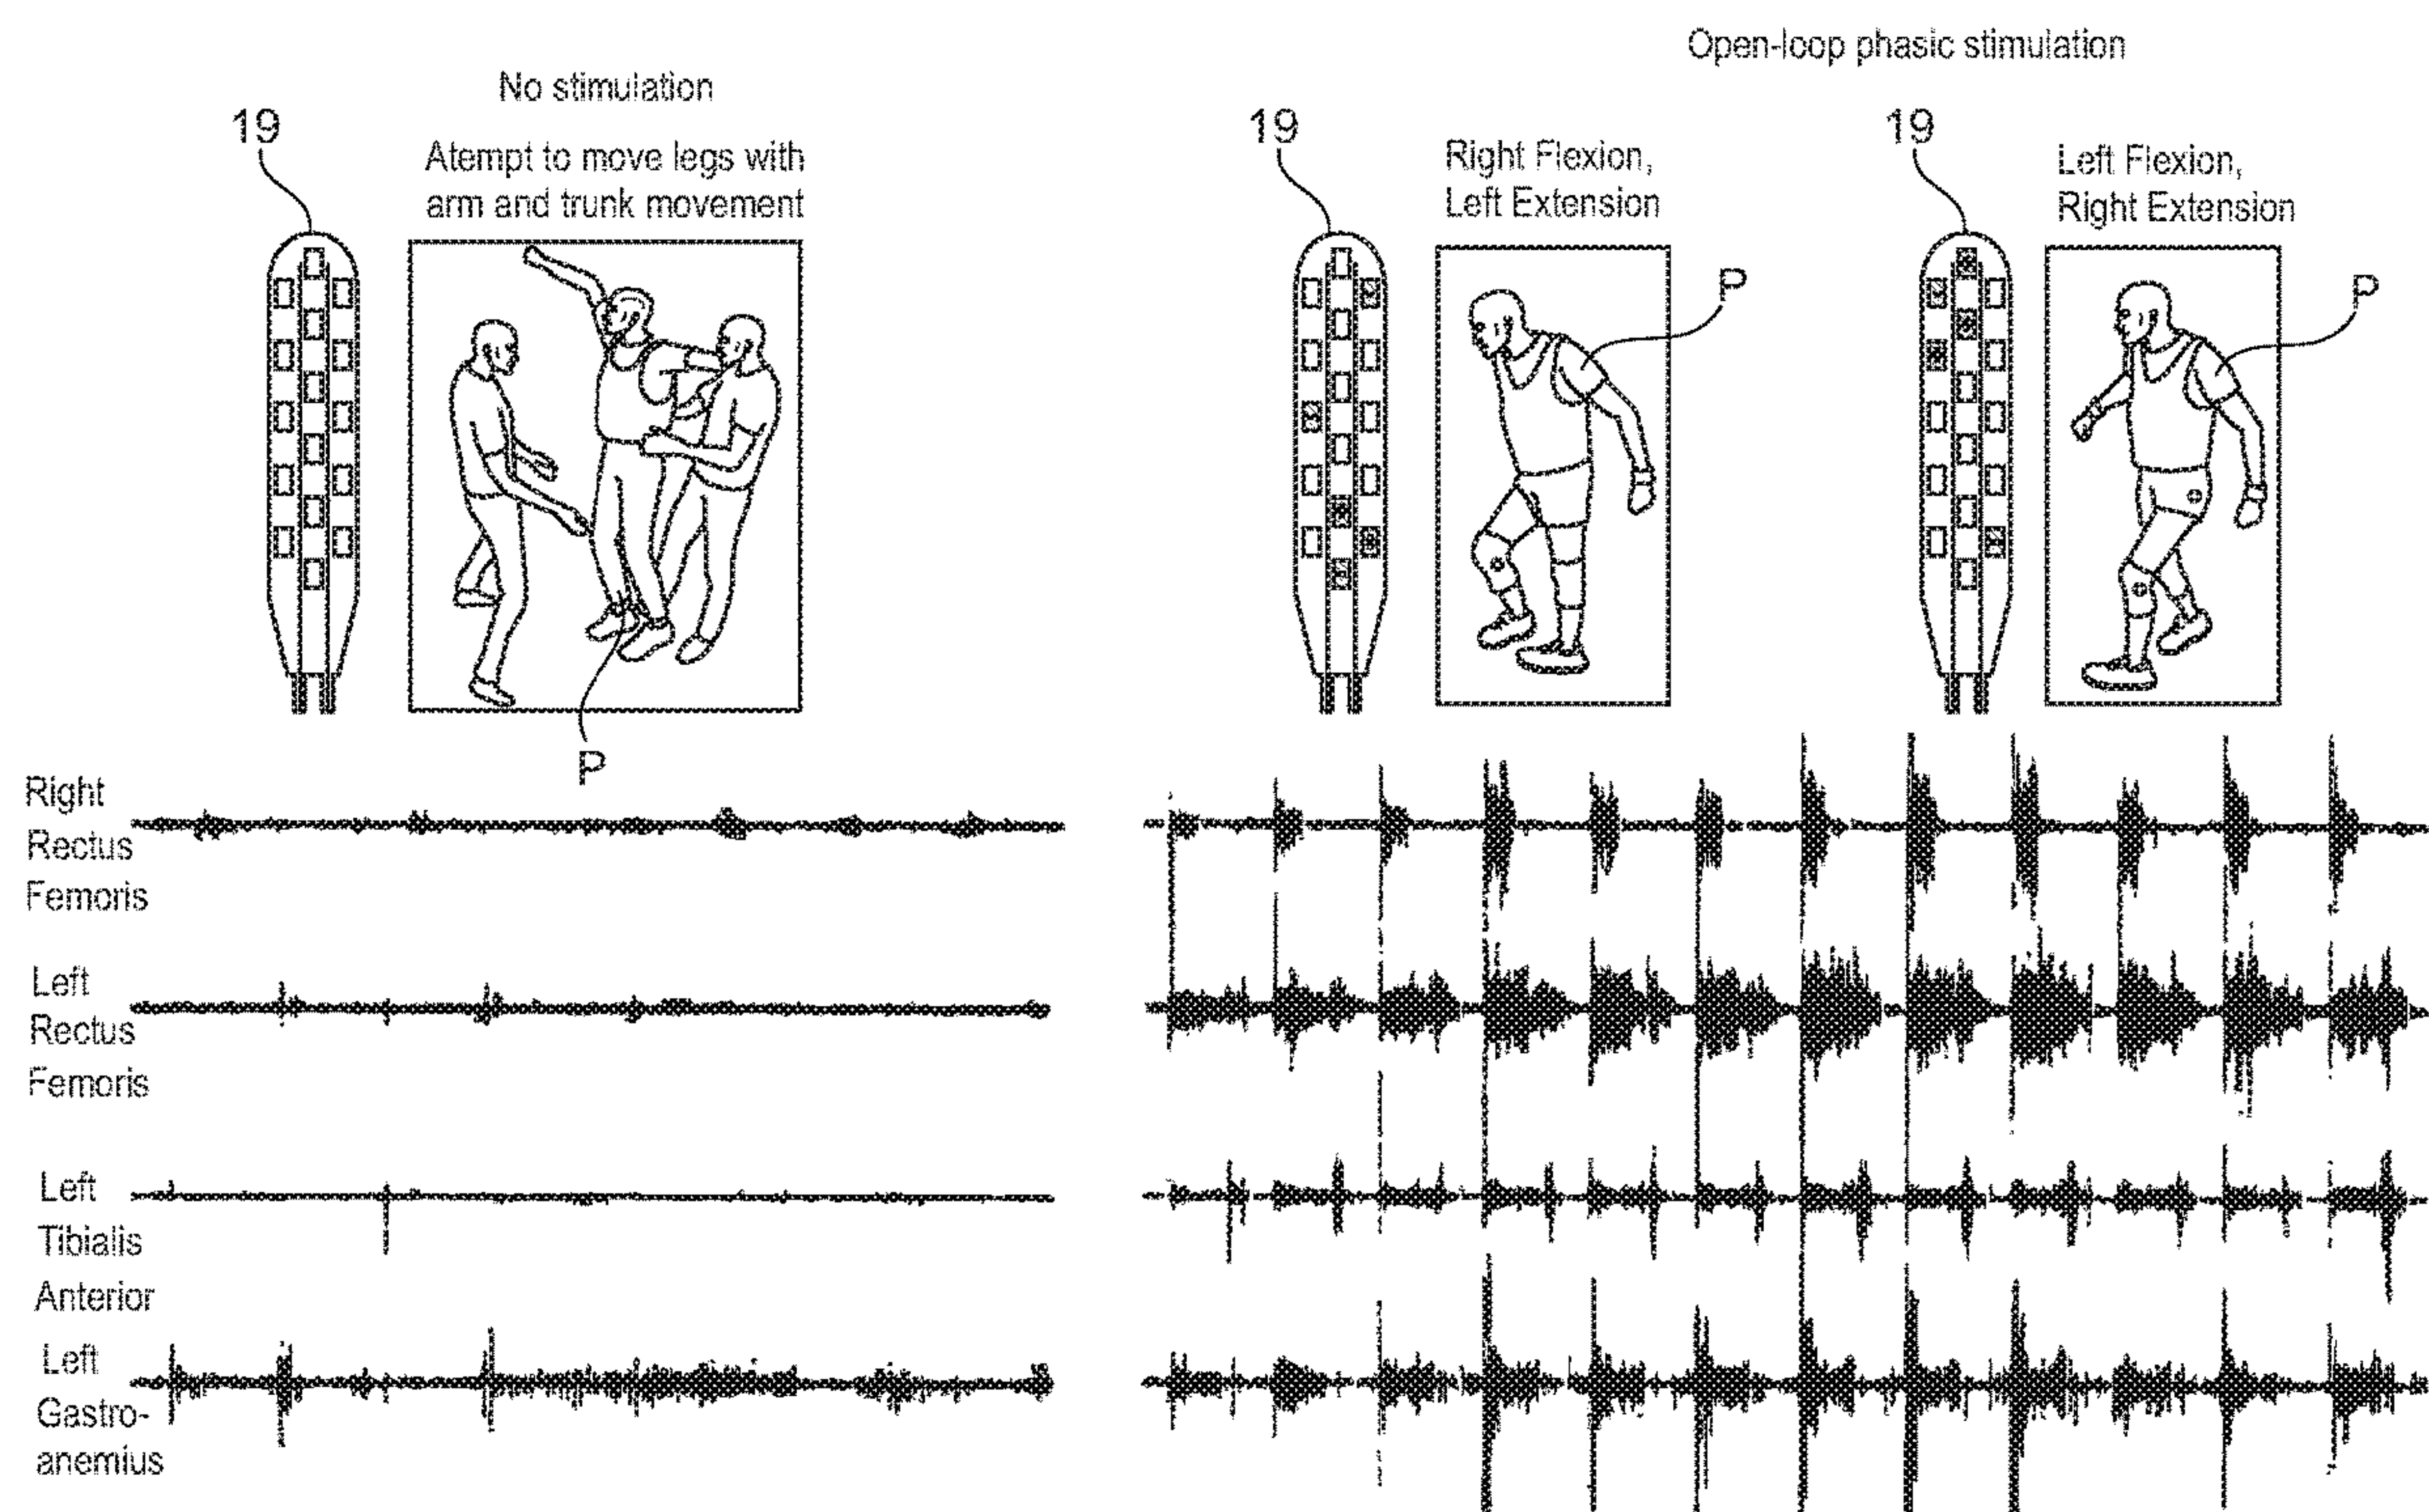 Open-loop phasic stimulation
No stimulation
19
Atempt to move legs with
arm and trunk movement
P
19
Right Flexion,
Left Extension
P
19
Left Flexion,
Right Extension
P
Right
Rectus
Femoris
Left
Rectus
Femoris
Left
Tibialis
Anterior
Left
Gastro-
anemius